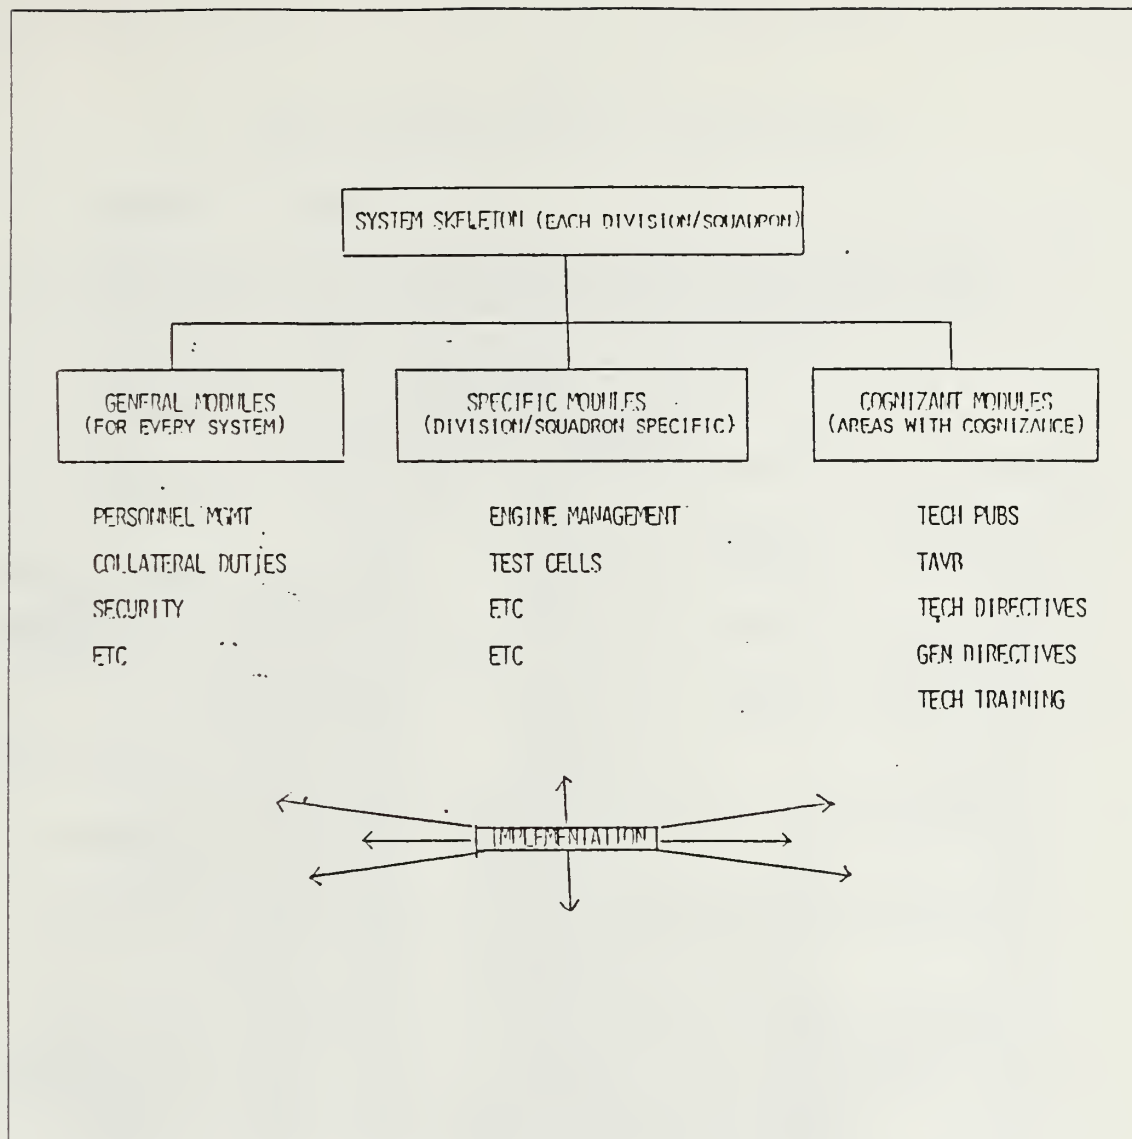 SYSTEM SKELETON (EACH DIVISION/SQUADRON)
GENERAL MODULES
(FOR EVERY SYSTEM)
SPECIFIC MODULES
(DIVISION/SQUADRON SPECIFIC)
COGNIZANT MODULES
(AREAS WITH COGNIZANCE)
PERSONNEL MGMT
COLLATERAL DUTIES
SECURITY
ETC
ENGINE MANAGEMENT
TEST CELLS
ETC
ETC
TECH PUBS
TAVR
TECH DIRECTIVES
GEN DIRECTIVES
TECH TRAINING
IMPLEMENTATION